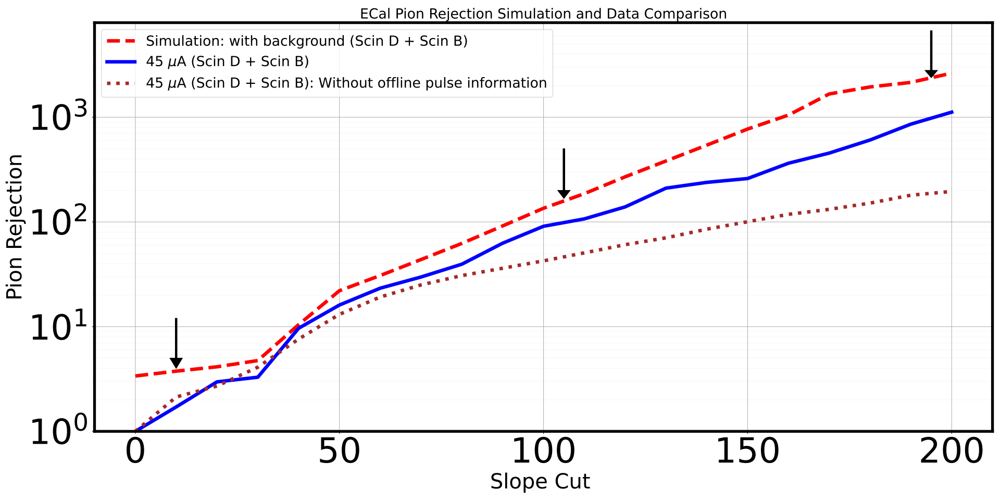 ECal Pion Rejection Simulation and Data Comparison
Simulation: with background (Scin D + Scin B)
45 μA (Scin D + Scin B)
45 μA (Scin D + Scin B): Without offline pulse information
Pion Rejection
10³
10²
10¹
10⁰
0 50 100 150 200
Slope Cut